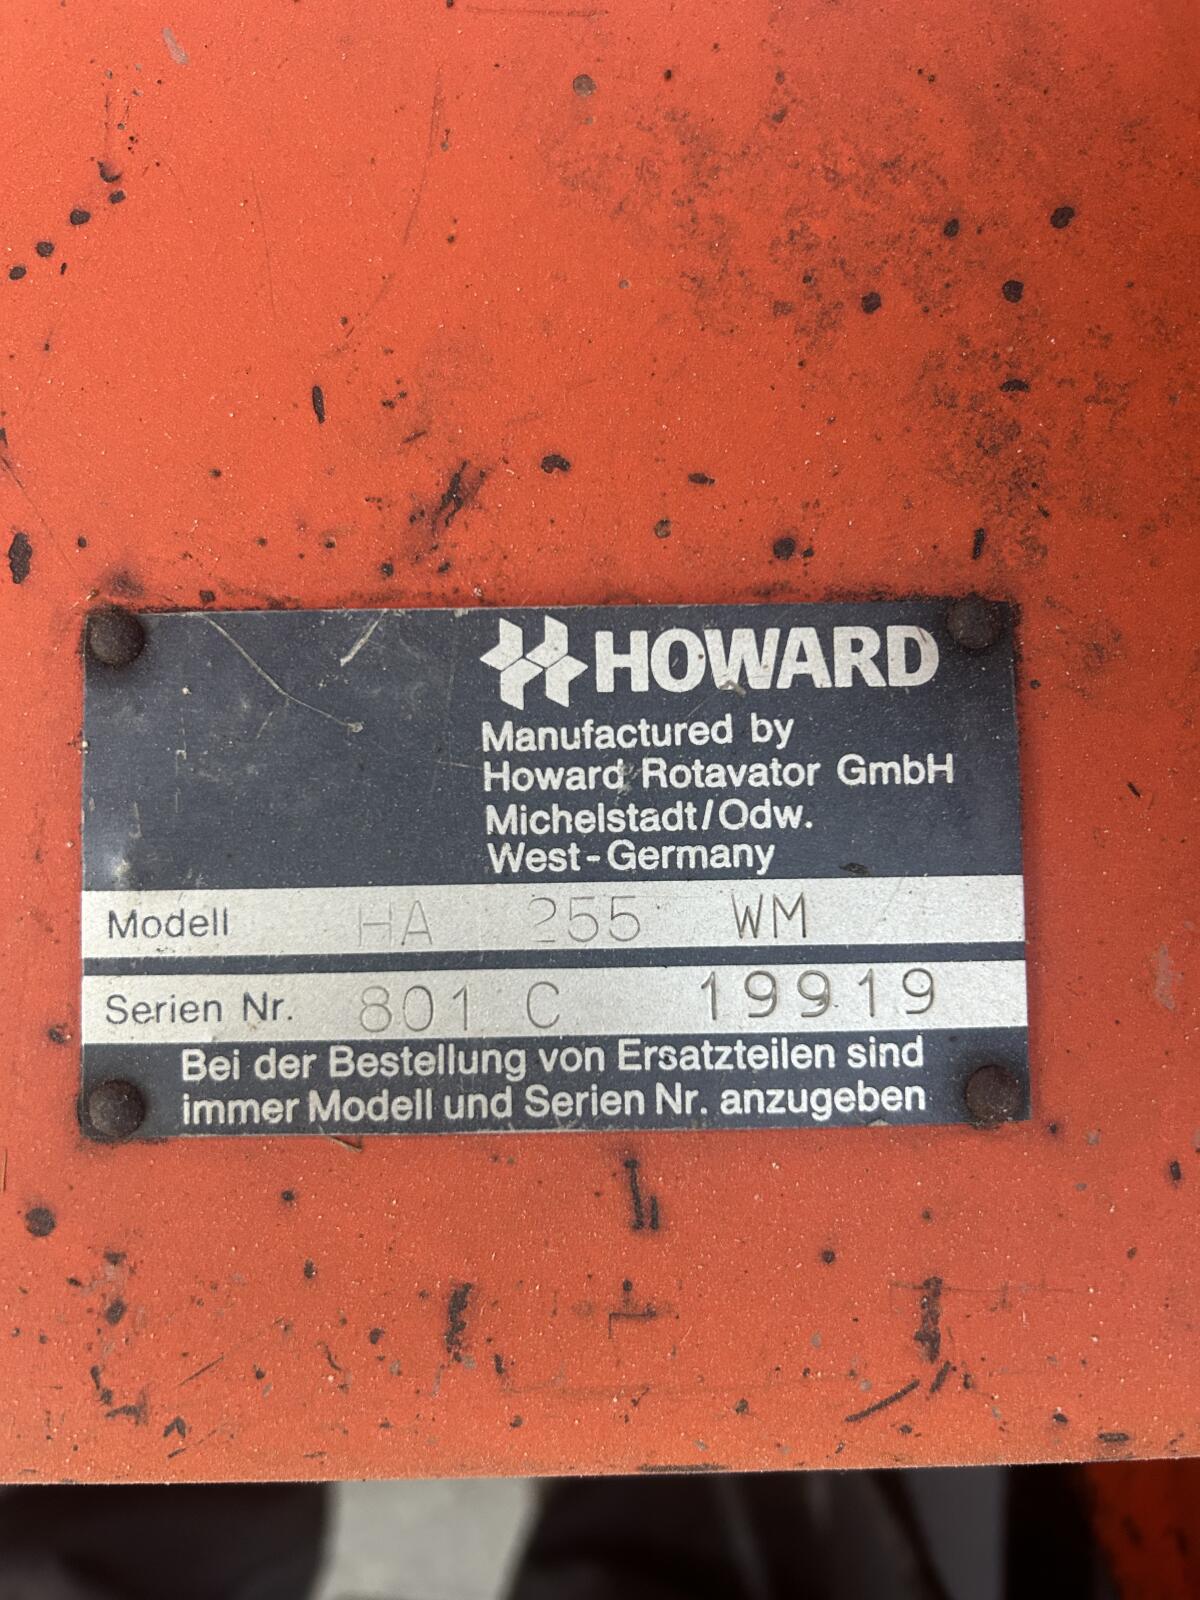 HOWARD
Manufactured by
Howard Rotavator GmbH
Michelstadt/Odw.
West-Germany
Modell HA 255 WM
Serien Nr. 801 C 19919
Bei der Bestellung von Ersatzteilen sind
immer Modell und Serien Nr. anzugeben